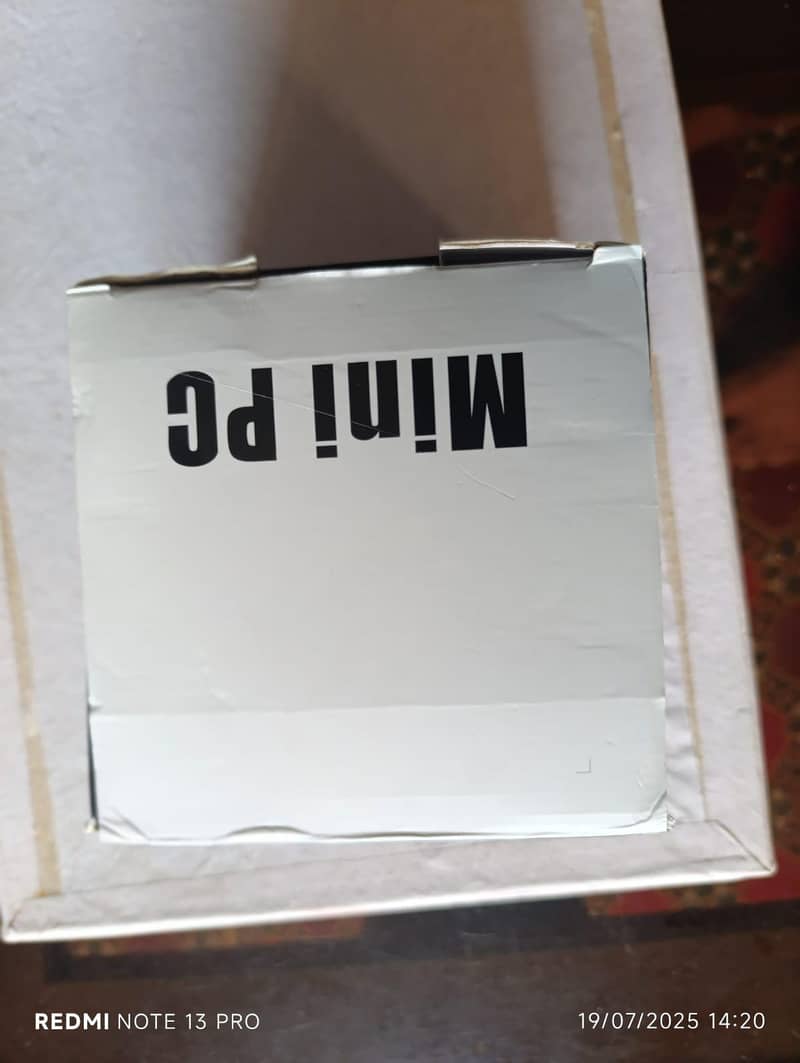 Mini PC
REDMI NOTE 13 PRO
19/07/2025 14:20